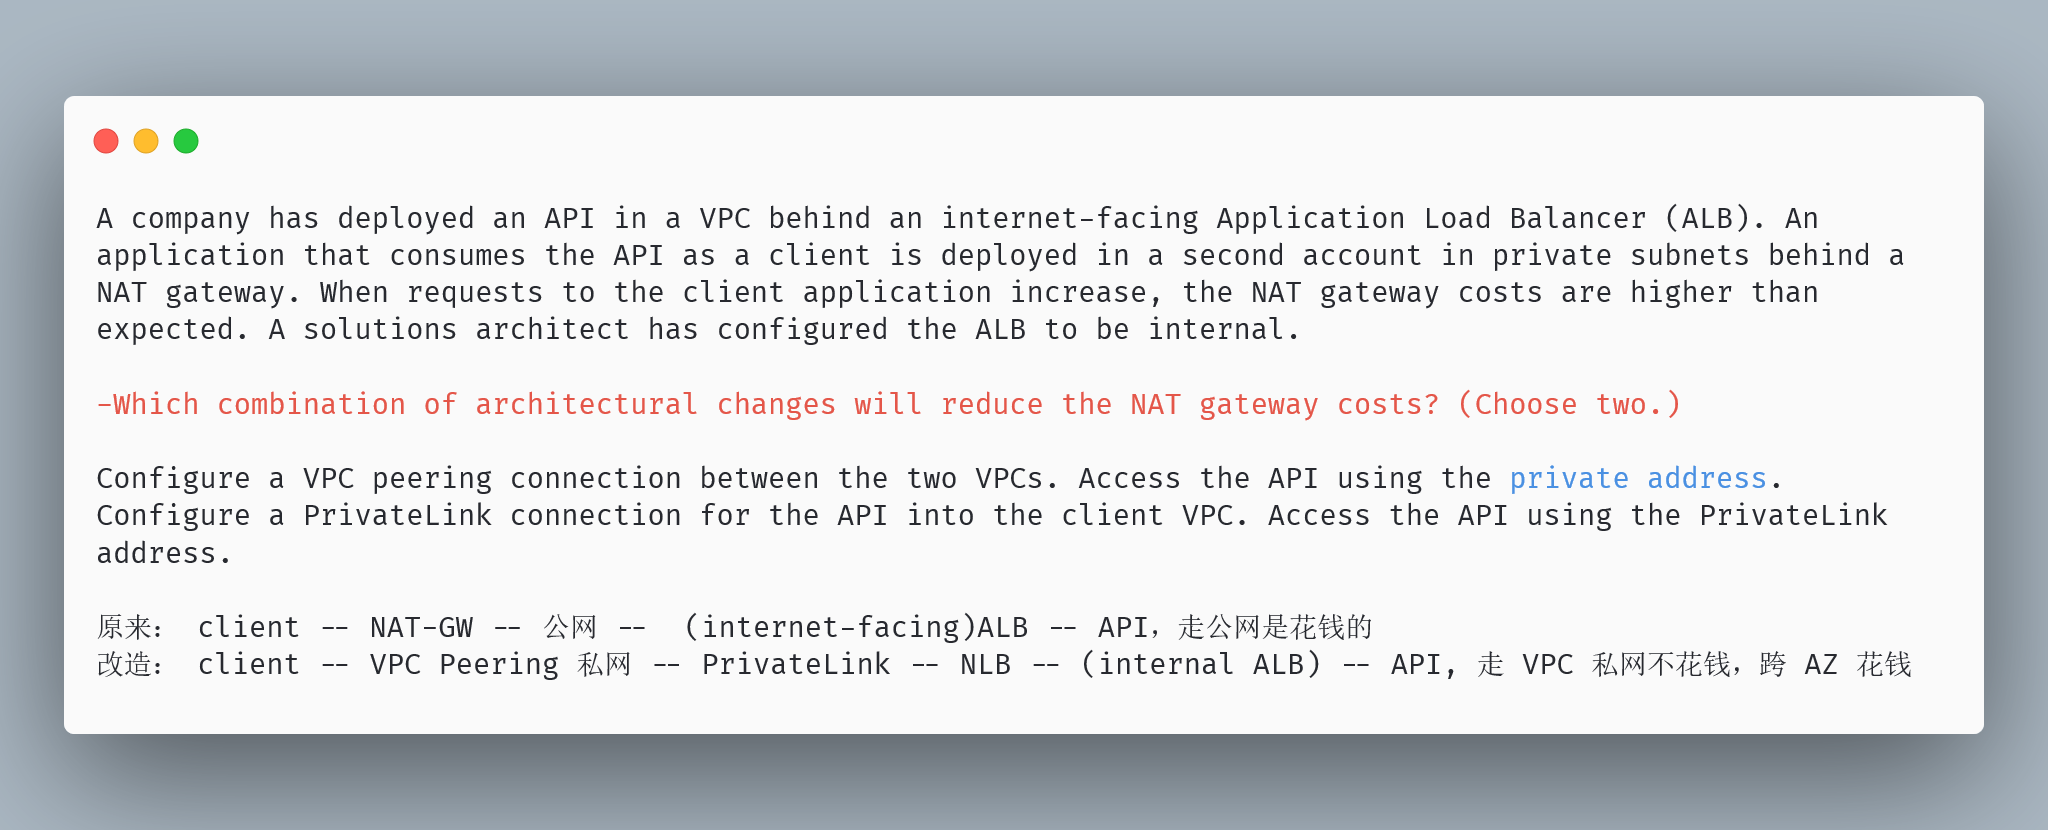 A company has deployed an API in a VPC behind an internet-facing Application Load Balancer (ALB). An
application that consumes the API as a client is deployed in a second account in private subnets behind a
NAT gateway. When requests to the client application increase, the NAT gateway costs are higher than
expected. A solutions architect has configured the ALB to be internal.
-Which combination of architectural changes will reduce the NAT gateway costs? (Choose two.)
Configure a VPC peering connection between the two VPCs. Access the API using the private address.
Configure a PrivateLink connection for the API into the client VPC. Access the API using the PrivateLink
address.
原来： client -- NAT-GW -- 公网 --  (internet-facing)ALB -- API，走公网是花钱的
改造： client -- VPC Peering 私网 -- PrivateLink -- NLB -- (internal ALB) -- API, 走 VPC 私网不花钱，跨 AZ 花钱